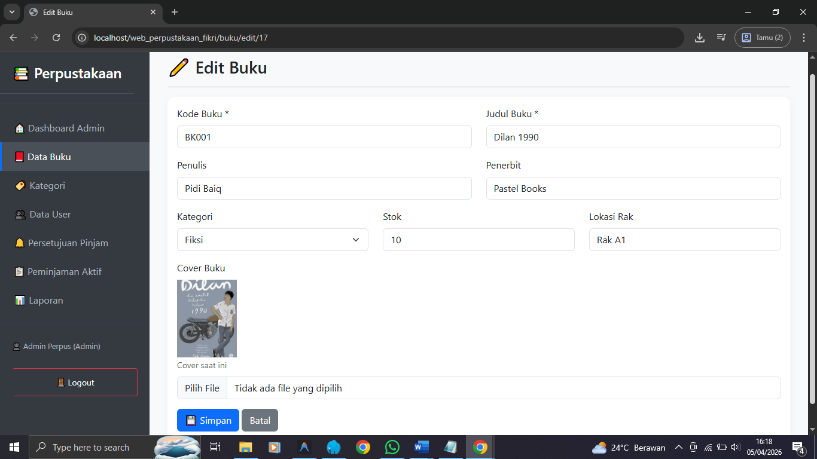 Edit Buku
localhost/web_perpustakaan_fikri/buku/edit/17
Tamu (2)
Perpustakaan
Dashboard Admin
Data Buku
Kategori
Data User
Persetujuan Pinjam
Peminjaman Aktif
Laporan
Admin Perpus (Admin)
Logout
Edit Buku
Kode Buku *
Judul Buku *
BK001
Dilan 1990
Penulis
Penerbit
Pidi Baiq
Pastel Books
Kategori
Stok
Lokasi Rak
Fiksi
10
Rak A1
Cover Buku
Dilan
1990
Cover saat ini
Pilih File
Tidak ada file yang dipilih
Simpan
Batal
Type here to search
24°C Berawan
16:18
05/04/2026
4